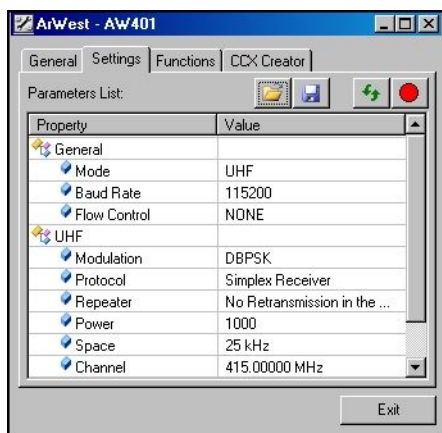 ArWest - AW401
General Settings Functions CCX Creator
Parameters List:
Property Value
General
Mode UHF
Baud Rate 115200
Flow Control NONE
UHF
Modulation DBPSK
Protocol Simplex Receiver
Repeater No Retransmission in the ...
Power 1000
Space 25 kHz
Channel 415.00000 MHz
Exit